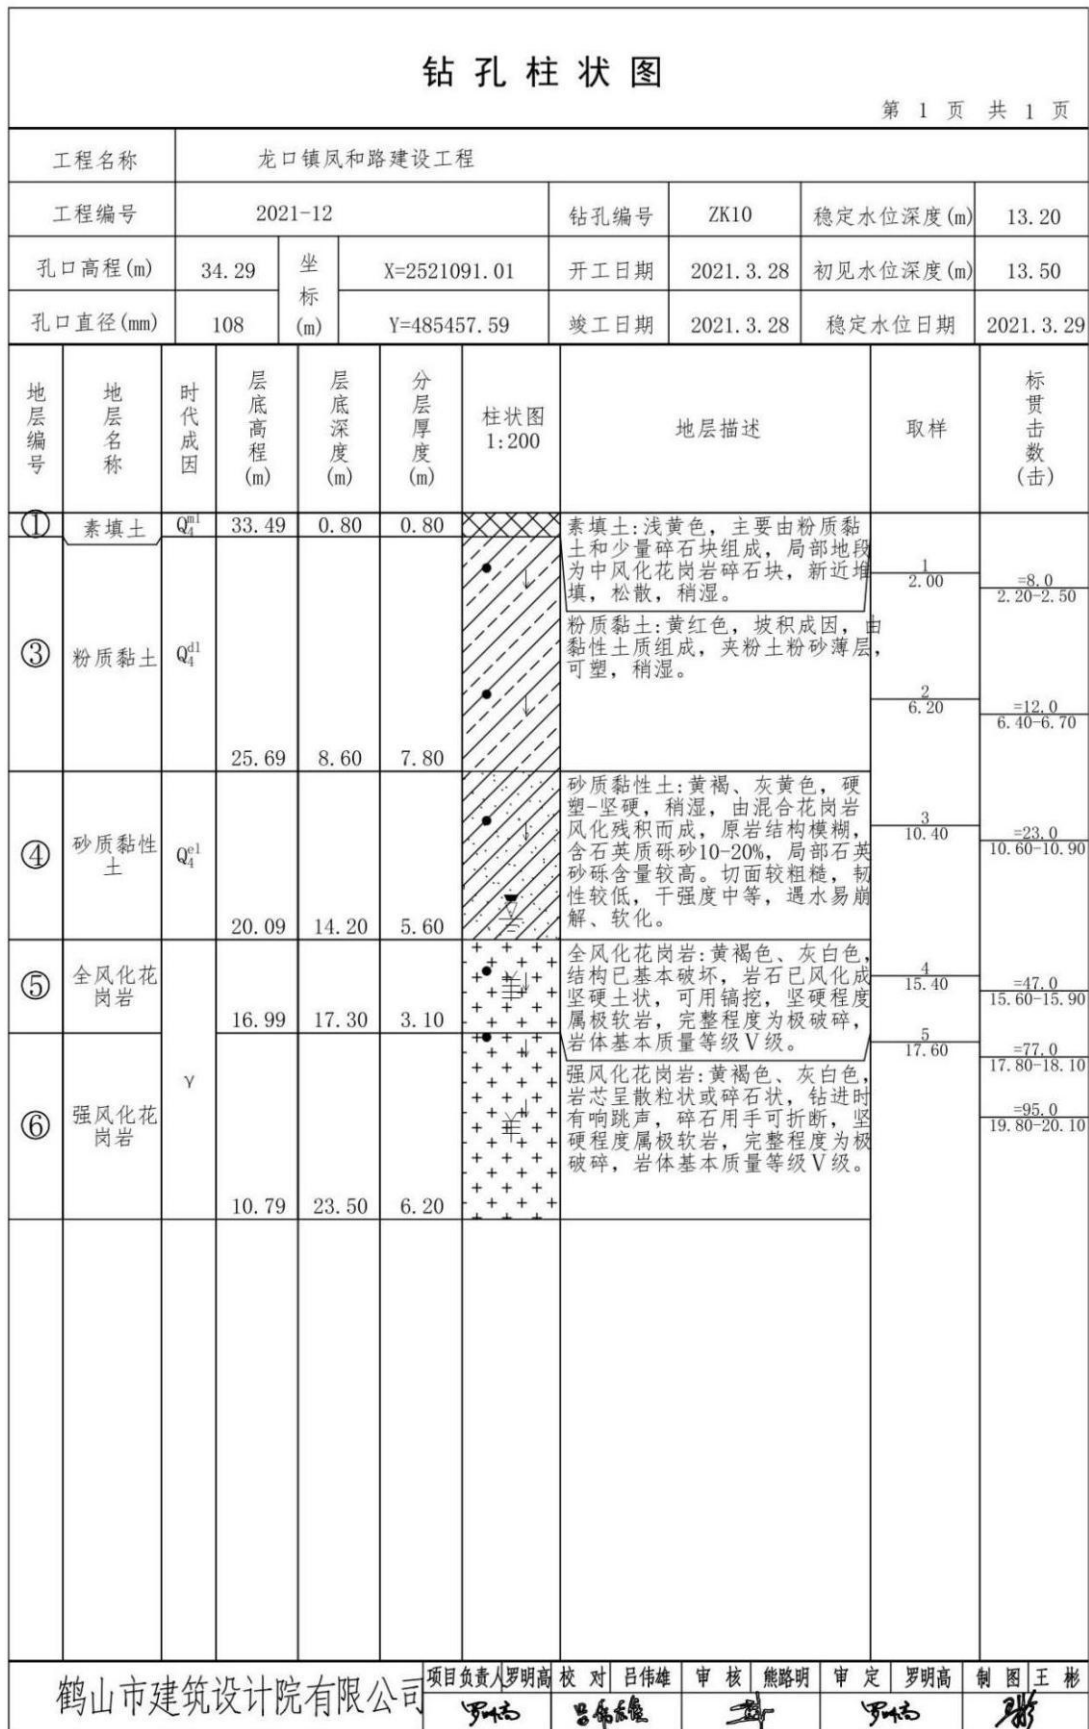 钻孔柱状图
第 1 页 共 1 页
工程名称 龙口镇凤和路建设工程
工程编号 2021-12 钻孔编号 ZK10 稳定水位深度(m) 13.20
孔口高程(m) 34.29 坐标(m) X=2521091.01 开工日期 2021.3.28 初见水位深度(m) 13.50
孔口直径(mm) 108 Y=485457.59 竣工日期 2021.3.28 稳定水位日期 2021.3.29
地层编号 地层名称 时代成因 层底高程(m) 层底深度(m) 分层厚度(m) 柱状图 1:200 地层描述 取样 标贯击数(击)
① 素填土 Q4ml 33.49 0.80 0.80
素填土:浅黄色，主要由粉质黏
土和少量碎石块组成，局部地段
为中风化花岗岩碎石块，新近堆
填，松散，稍湿。
1
2.00
=8.0
2.20-2.50
③ 粉质黏土 Q4dl 25.69 8.60 7.80
粉质黏土:黄红色，坡积成因，由
黏性土质组成，夹粉土粉砂薄层，
可塑，稍湿。
2
6.20
=12.0
6.40-6.70
④ 砂质黏性土 Q4el 20.09 14.20 5.60
砂质黏性土:黄褐、灰黄色，硬
塑-坚硬，稍湿，由混合花岗岩
风化残积而成，原岩结构模糊，
含石英质砾砂10-20%，局部石英
砂砾含量较高。切面较粗糙，韧
性较低，干强度中等，遇水易崩
解、软化。
3
10.40
=23.0
10.60-10.90
⑤ 全风化花岗岩 γ 16.99 17.30 3.10
全风化花岗岩:黄褐色、灰白色，
结构已基本破坏，岩石已风化成
坚硬土状，可用镐挖，坚硬程度
属极软岩，完整程度为极破碎，
岩体基本质量等级Ⅴ级。
4
15.40
=47.0
15.60-15.90
⑥ 强风化花岗岩 10.79 23.50 6.20
强风化花岗岩:黄褐色、灰白色，
岩芯呈散粒状或碎石状，钻进时
有响跳声，碎石用手可折断，坚
硬程度属极软岩，完整程度为极
破碎，岩体基本质量等级Ⅴ级。
5
17.60
=77.0
17.80-18.10
=95.0
19.80-20.10
鹤山市建筑设计院有限公司 项目负责人 罗明高 校对 吕伟雄 审核 熊路明 审定 罗明高 制图 王彬